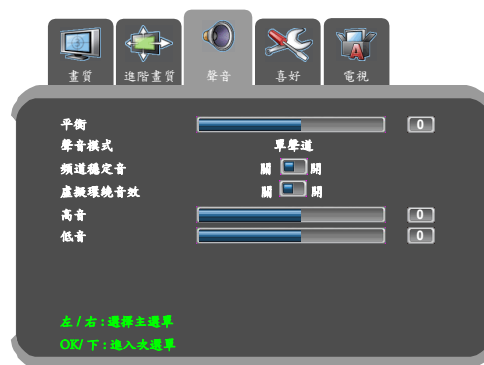 畫質 進階畫質 聲音 喜好 電視
平衡 0
聲音模式 單聲道
頻道穩定音 關 開
虛擬環繞音效 關 開
高音 0
低音 0
左 / 右 : 選擇主選單
OK/ 下 : 進入次選單